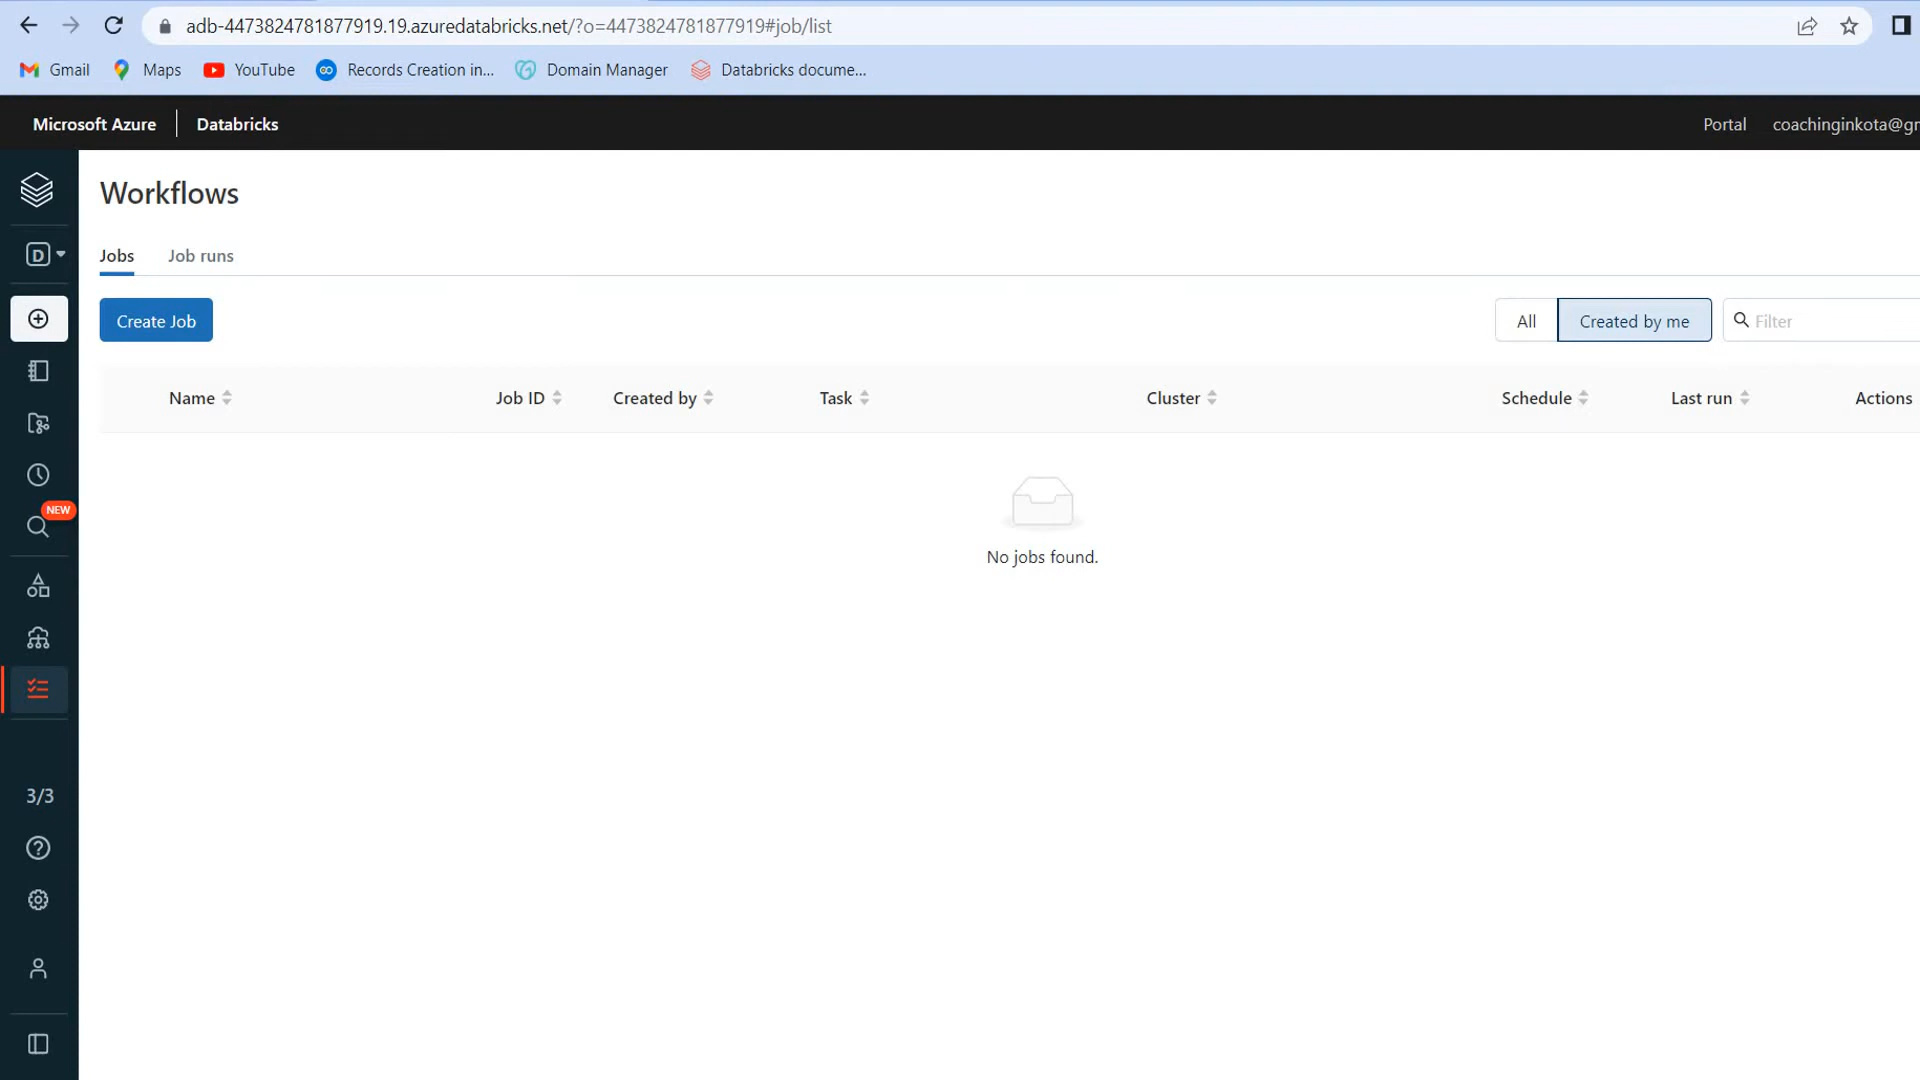 adb-4473824781877919.19.azuredatabricks.net/?o=4473824781877919#job/list
Gmail Maps YouTube Records Creation in... Domain Manager Databricks docume...
Microsoft Azure Databricks Portal coachinginkota@gr
Workflows
D
Jobs Job runs
Create Job All Created by me Filter
Name Job ID Created by Task Cluster Schedule Last run Actions
NEW
No jobs found.
3/3